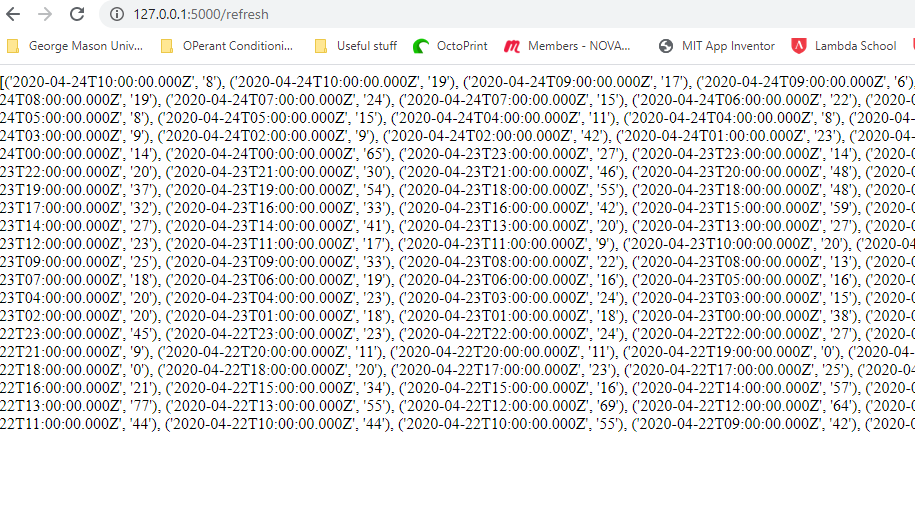 127.0.0.1:5000/refresh
George Mason Univ... OPerant Conditioni... Useful stuff OctoPrint Members - NOVA... MIT App Inventor Lambda School
[('2020-04-24T10:00:00.000Z', '8'), ('2020-04-24T10:00:00.000Z', '19'), ('2020-04-24T09:00:00.000Z', '17'), ('2020-04-24T09:00:00.000Z', '6')
24T08:00:00.000Z', '19'), ('2020-04-24T07:00:00.000Z', '24'), ('2020-04-24T07:00:00.000Z', '15'), ('2020-04-24T06:00:00.000Z', '22'), ('2020-0
24T05:00:00.000Z', '8'), ('2020-04-24T05:00:00.000Z', '15'), ('2020-04-24T04:00:00.000Z', '11'), ('2020-04-24T04:00:00.000Z', '8'), ('2020-04-
24T03:00:00.000Z', '9'), ('2020-04-24T02:00:00.000Z', '9'), ('2020-04-24T02:00:00.000Z', '42'), ('2020-04-24T01:00:00.000Z', '23'), ('2020-04-
24T00:00:00.000Z', '14'), ('2020-04-24T00:00:00.000Z', '65'), ('2020-04-23T23:00:00.000Z', '27'), ('2020-04-23T23:00:00.000Z', '14'), ('2020-0
23T22:00:00.000Z', '20'), ('2020-04-23T21:00:00.000Z', '30'), ('2020-04-23T21:00:00.000Z', '46'), ('2020-04-23T20:00:00.000Z', '48'), ('2020-0
23T19:00:00.000Z', '37'), ('2020-04-23T19:00:00.000Z', '54'), ('2020-04-23T18:00:00.000Z', '55'), ('2020-04-23T18:00:00.000Z', '48'), ('2020-0
23T17:00:00.000Z', '32'), ('2020-04-23T16:00:00.000Z', '33'), ('2020-04-23T16:00:00.000Z', '42'), ('2020-04-23T15:00:00.000Z', '59'), ('2020-0
23T14:00:00.000Z', '27'), ('2020-04-23T14:00:00.000Z', '41'), ('2020-04-23T13:00:00.000Z', '20'), ('2020-04-23T13:00:00.000Z', '27'), ('2020-0
23T12:00:00.000Z', '23'), ('2020-04-23T11:00:00.000Z', '17'), ('2020-04-23T11:00:00.000Z', '9'), ('2020-04-23T10:00:00.000Z', '20'), ('2020-04-
23T09:00:00.000Z', '25'), ('2020-04-23T09:00:00.000Z', '33'), ('2020-04-23T08:00:00.000Z', '22'), ('2020-04-23T08:00:00.000Z', '13'), ('2020-0
23T07:00:00.000Z', '18'), ('2020-04-23T06:00:00.000Z', '19'), ('2020-04-23T06:00:00.000Z', '16'), ('2020-04-23T05:00:00.000Z', '16'), ('2020-0
23T04:00:00.000Z', '20'), ('2020-04-23T04:00:00.000Z', '23'), ('2020-04-23T03:00:00.000Z', '24'), ('2020-04-23T03:00:00.000Z', '15'), ('2020-0
23T02:00:00.000Z', '20'), ('2020-04-23T01:00:00.000Z', '18'), ('2020-04-23T01:00:00.000Z', '18'), ('2020-04-23T00:00:00.000Z', '38'), ('2020-0
22T23:00:00.000Z', '45'), ('2020-04-22T23:00:00.000Z', '23'), ('2020-04-22T22:00:00.000Z', '24'), ('2020-04-22T22:00:00.000Z', '27'), ('2020-0
22T21:00:00.000Z', '9'), ('2020-04-22T20:00:00.000Z', '11'), ('2020-04-22T20:00:00.000Z', '11'), ('2020-04-22T19:00:00.000Z', '0'), ('2020-04-
22T18:00:00.000Z', '0'), ('2020-04-22T18:00:00.000Z', '20'), ('2020-04-22T17:00:00.000Z', '23'), ('2020-04-22T17:00:00.000Z', '25'), ('2020-04-
22T16:00:00.000Z', '21'), ('2020-04-22T15:00:00.000Z', '34'), ('2020-04-22T15:00:00.000Z', '16'), ('2020-04-22T14:00:00.000Z', '57'), ('2020-0
22T13:00:00.000Z', '77'), ('2020-04-22T13:00:00.000Z', '55'), ('2020-04-22T12:00:00.000Z', '69'), ('2020-04-22T12:00:00.000Z', '64'), ('2020-0
22T11:00:00.000Z', '44'), ('2020-04-22T10:00:00.000Z', '44'), ('2020-04-22T10:00:00.000Z', '55'), ('2020-04-22T09:00:00.000Z', '42'), ('2020-0